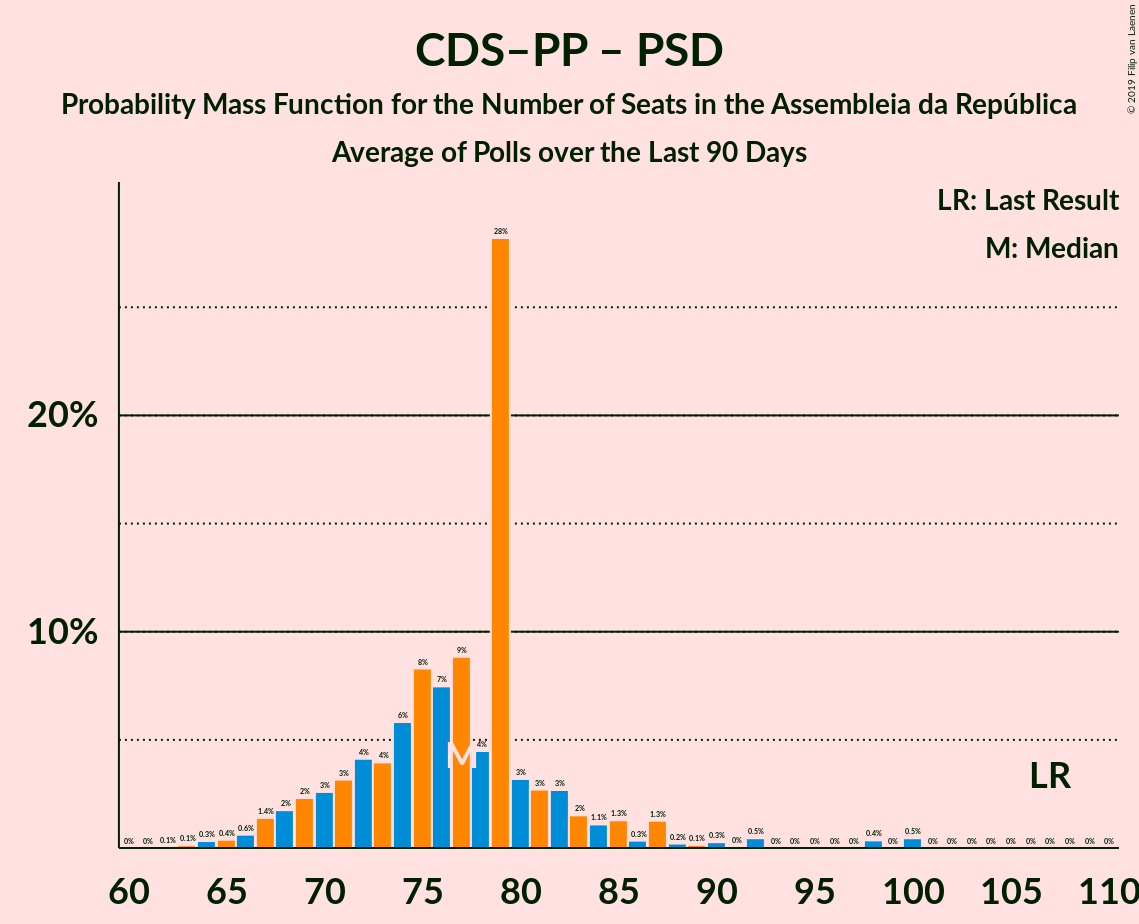 CDS–PP – PSD
Probability Mass Function for the Number of Seats in the Assembleia da República
Average of Polls over the Last 90 Days
© 2019 Filip van Laenen
LR: Last Result
M: Median
20%
10%
0% 0% 0.1% 0.1% 0.3% 0.4% 0.6% 1.4% 2% 2% 3% 3% 4% 4% 6% 8% 7% 9% 4% 28% 3% 3% 3% 2% 1.1% 1.3% 0.3% 1.3% 0.2% 0.1% 0.3% 0% 0.5% 0% 0% 0% 0% 0% 0.4% 0% 0.5% 0% 0% 0% 0% 0% 0% 0% 0% 0% 0%
M
LR
60 65 70 75 80 85 90 95 100 105 110